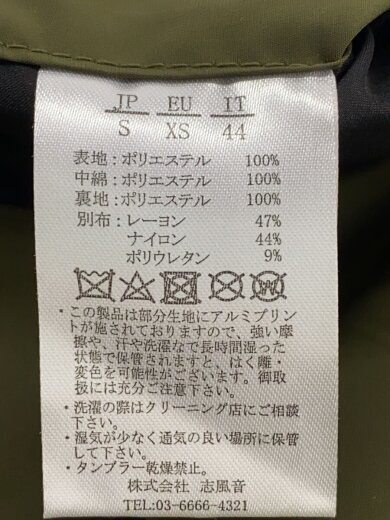 JP EU IT
S XS 44
表地:ポリエステル 100%
中綿:ポリエステル 100%
裏地:ポリエステル 100%
別布:レーヨン 47%
ナイロン 44%
ポリウレタン 9%
・この製品は部分生地にアルミプリン
トが施されておりますので、強い摩
擦や、汗や洗濯などで長時間湿った
状態で保管されますと、はく離・
変色を可能性がございます。御取
扱には充分ご注意下さい。
・洗濯の際はクリーニング店にご相談
下さい。
・湿気が少なく通気の良い場所に保管
して下さい。
・タンブラー乾燥禁止。
株式会社 志風音
TEL:03-6666-4321